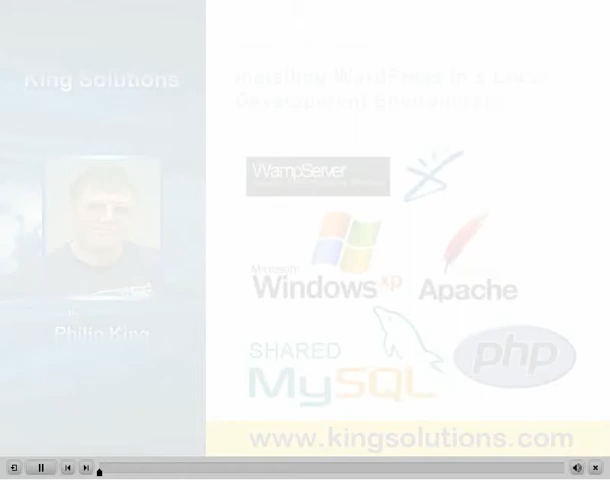 King Solutions
Installing WordPress in a Local
Development Environment
WampServer
Microsoft
Windows xp
Apache
SHARED
MySQL
php
Philip King
www.kingsolutions.com